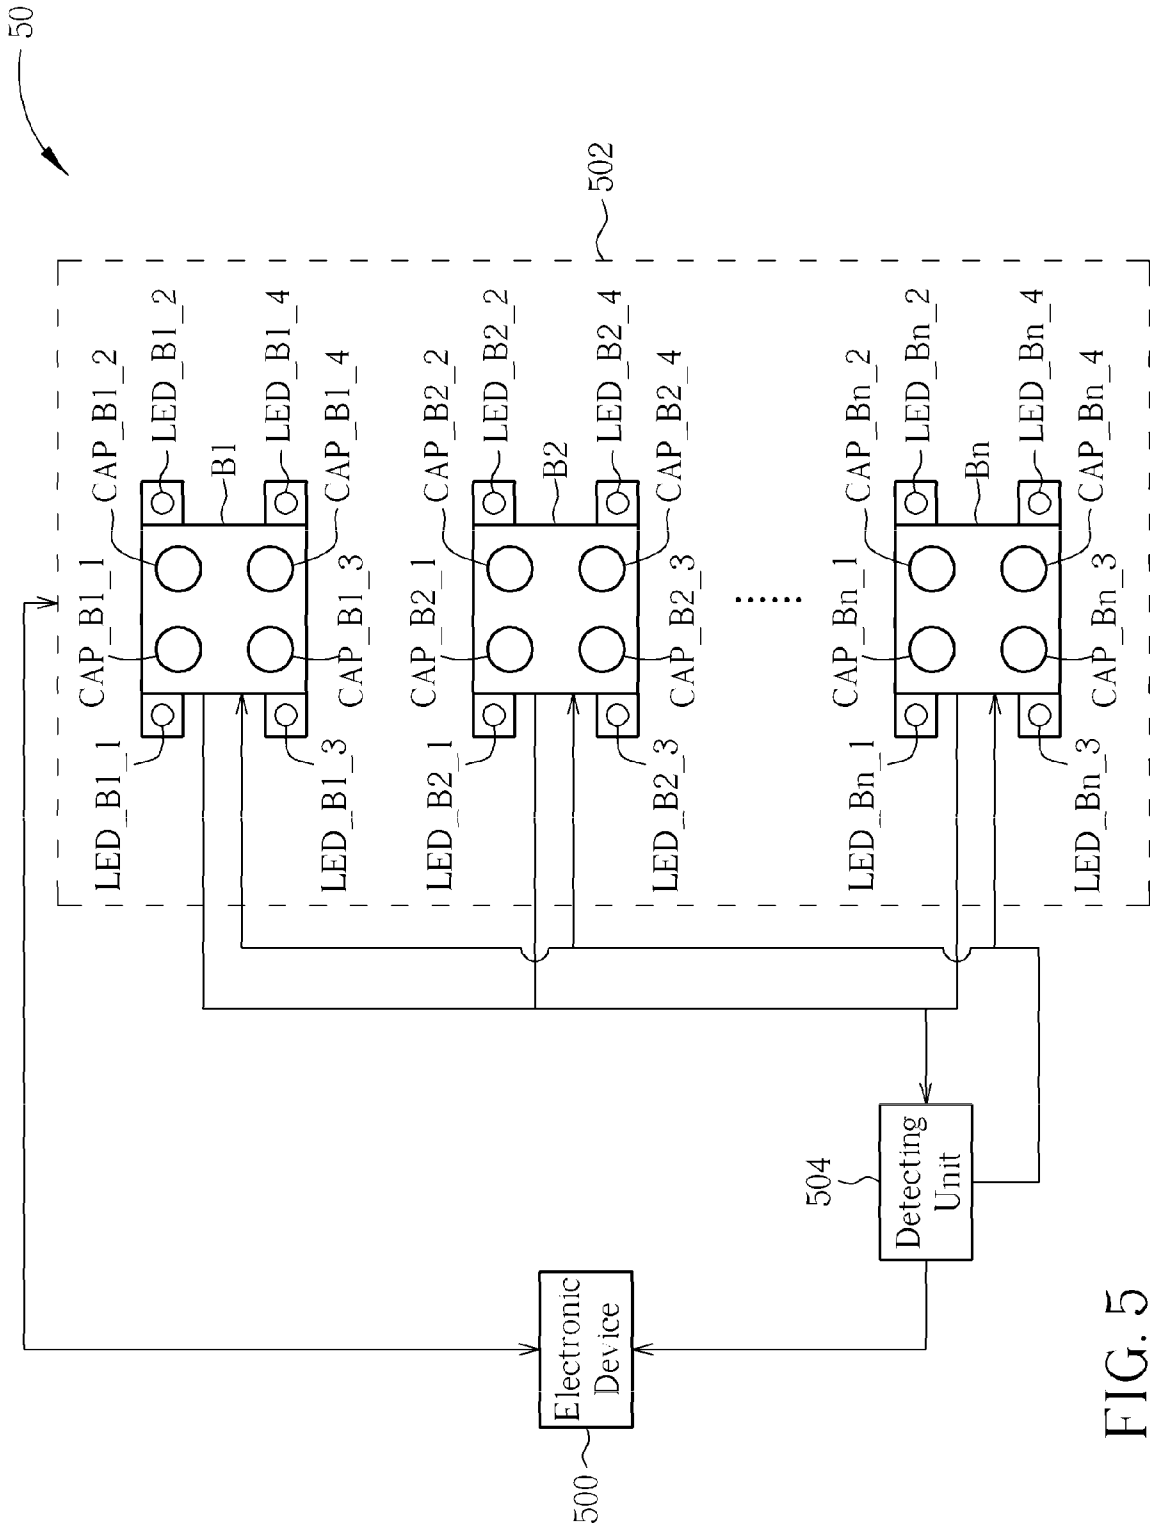 50
502
CAP_B1_1
CAP_B1_2
LED_B1_1
LED_B1_2
B1
LED_B1_3
LED_B1_4
CAP_B1_3
CAP_B1_4
CAP_B2_1
CAP_B2_2
LED_B2_1
LED_B2_2
B2
LED_B2_3
LED_B2_4
CAP_B2_3
CAP_B2_4
......
CAP_Bn_1
CAP_Bn_2
LED_Bn_1
LED_Bn_2
Bn
LED_Bn_3
LED_Bn_4
CAP_Bn_3
CAP_Bn_4
500
Electronic
Device
504
Detecting
Unit
FIG. 5